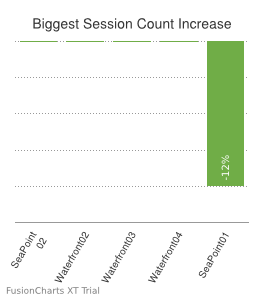 Biggest Session Count Increase
-12%
SeaPoint
02
Waterfront02
Waterfront03
Waterfront04
SeaPoint01
FusionCharts XT Trial